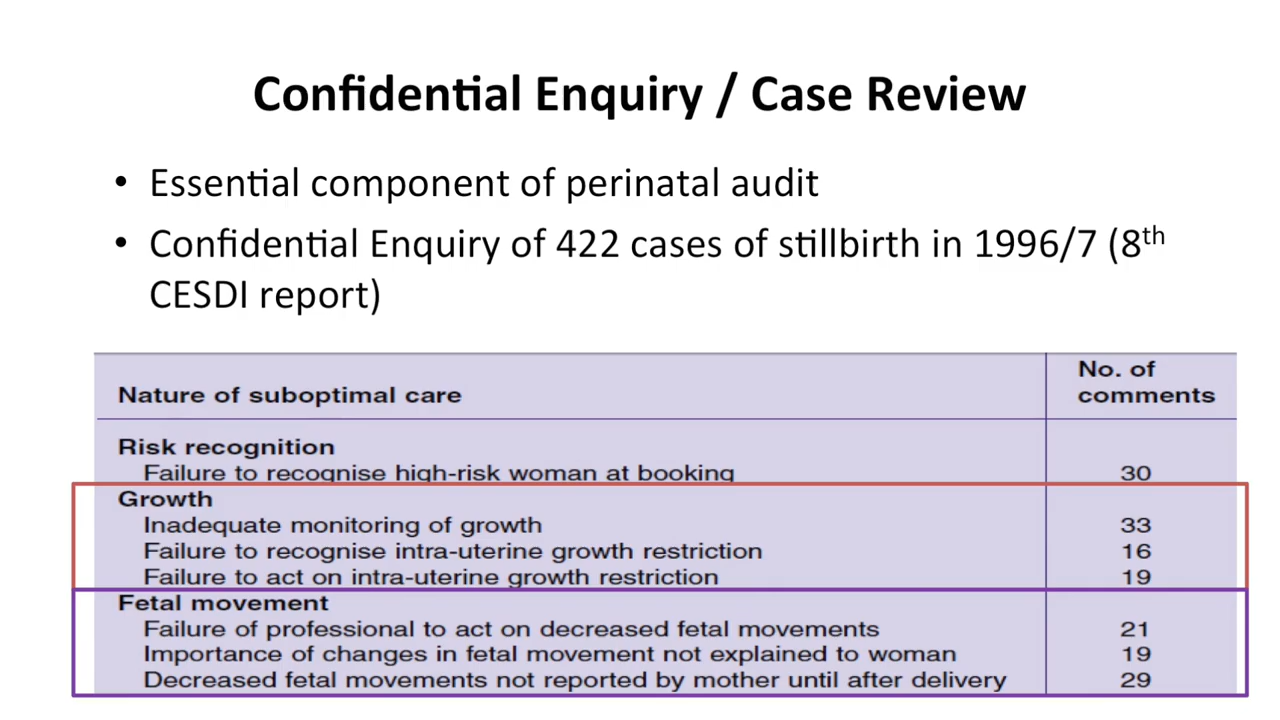 Confidential Enquiry / Case Review
• Essential component of perinatal audit
• Confidential Enquiry of 422 cases of stillbirth in 1996/7 (8th
CESDI report)
Nature of suboptimal care No. of comments
Risk recognition
Failure to recognise high-risk woman at booking 30
Growth
Inadequate monitoring of growth 33
Failure to recognise intra-uterine growth restriction 16
Failure to act on intra-uterine growth restriction 19
Fetal movement
Failure of professional to act on decreased fetal movements 21
Importance of changes in fetal movement not explained to woman 19
Decreased fetal movements not reported by mother until after delivery 29